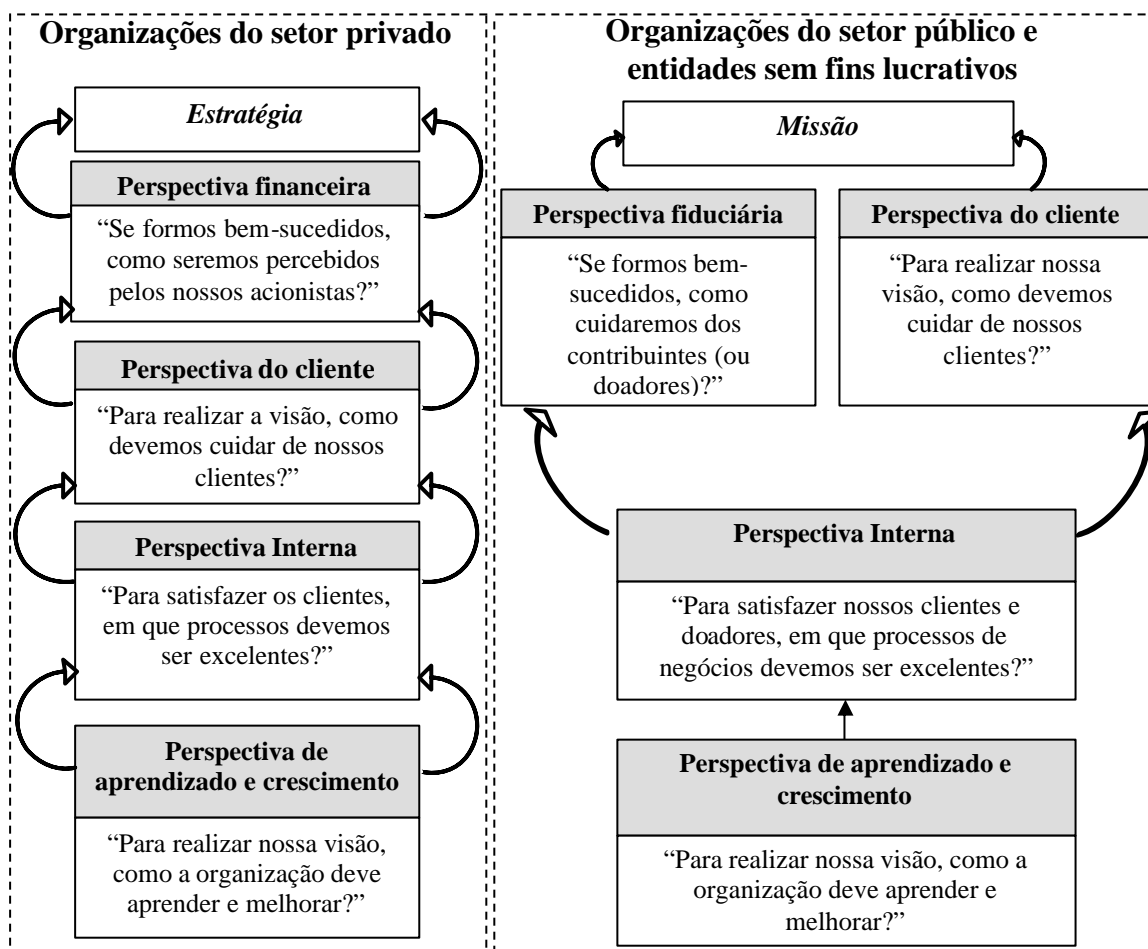 Organizações do setor privado
Estratégia
Perspectiva financeira
“Se formos bem-sucedidos,
como seremos percebidos
pelos nossos acionistas?”
Perspectiva do cliente
“Para realizar a visão, como
devemos cuidar de nossos
clientes?”
Perspectiva Interna
“Para satisfazer os clientes,
em que processos devemos
ser excelentes?”
Perspectiva de
aprendizado e crescimento
“Para realizar nossa visão,
como a organização deve
aprender e melhorar?”
Organizações do setor público e
entidades sem fins lucrativos
Missão
Perspectiva fiduciária
“Se formos bem-
sucedidos, como
cuidaremos dos
contribuintes (ou
doadores)?”
Perspectiva do cliente
“Para realizar nossa
visão, como devemos
cuidar de nossos
clientes?”
Perspectiva Interna
“Para satisfazer nossos clientes e
doadores, em que processos de
negócios devemos ser excelentes?”
Perspectiva de aprendizado e
crescimento
“Para realizar nossa visão, como a
organização deve aprender e
melhorar?”